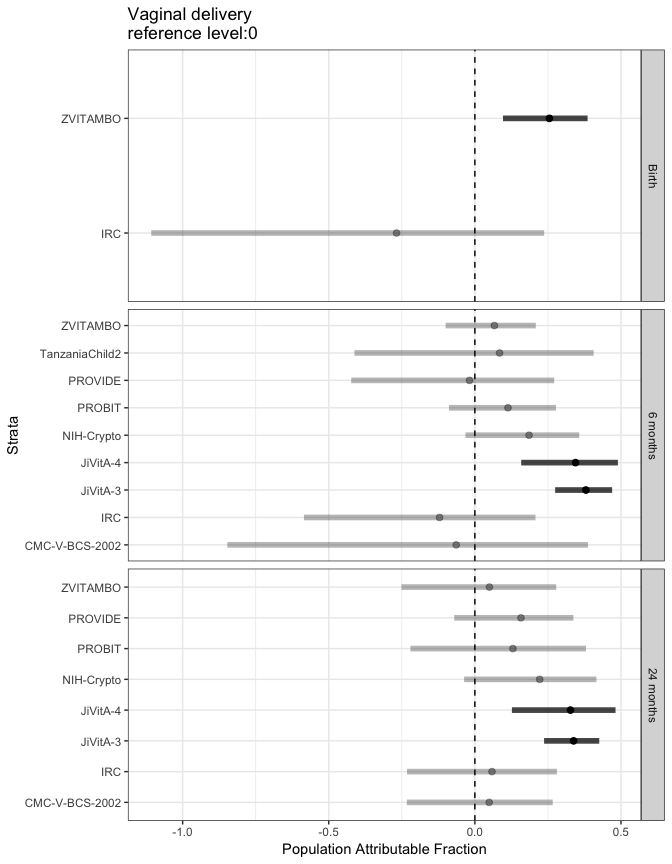 Vaginal delivery
reference level:0
Strata
ZVITAMBO
IRC
Birth
ZVITAMBO
TanzaniaChild2
PROVIDE
PROBIT
NIH-Crypto
JiVitA-4
JiVitA-3
IRC
CMC-V-BCS-2002
6 months
ZVITAMBO
PROVIDE
PROBIT
NIH-Crypto
JiVitA-4
JiVitA-3
IRC
CMC-V-BCS-2002
24 months
-1.0 -0.5 0.0 0.5
Population Attributable Fraction